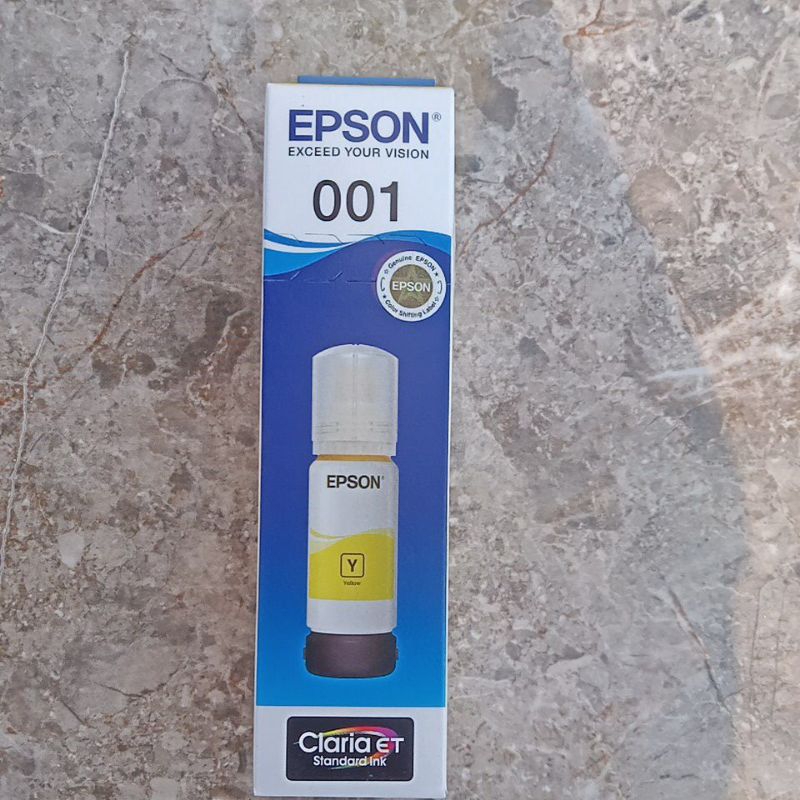 EPSON®
EXCEED YOUR VISION
001
Genuine EPSON
EPSON
Color Shifting Label
EPSON
Y
Yellow
Claria ET
Standard Ink